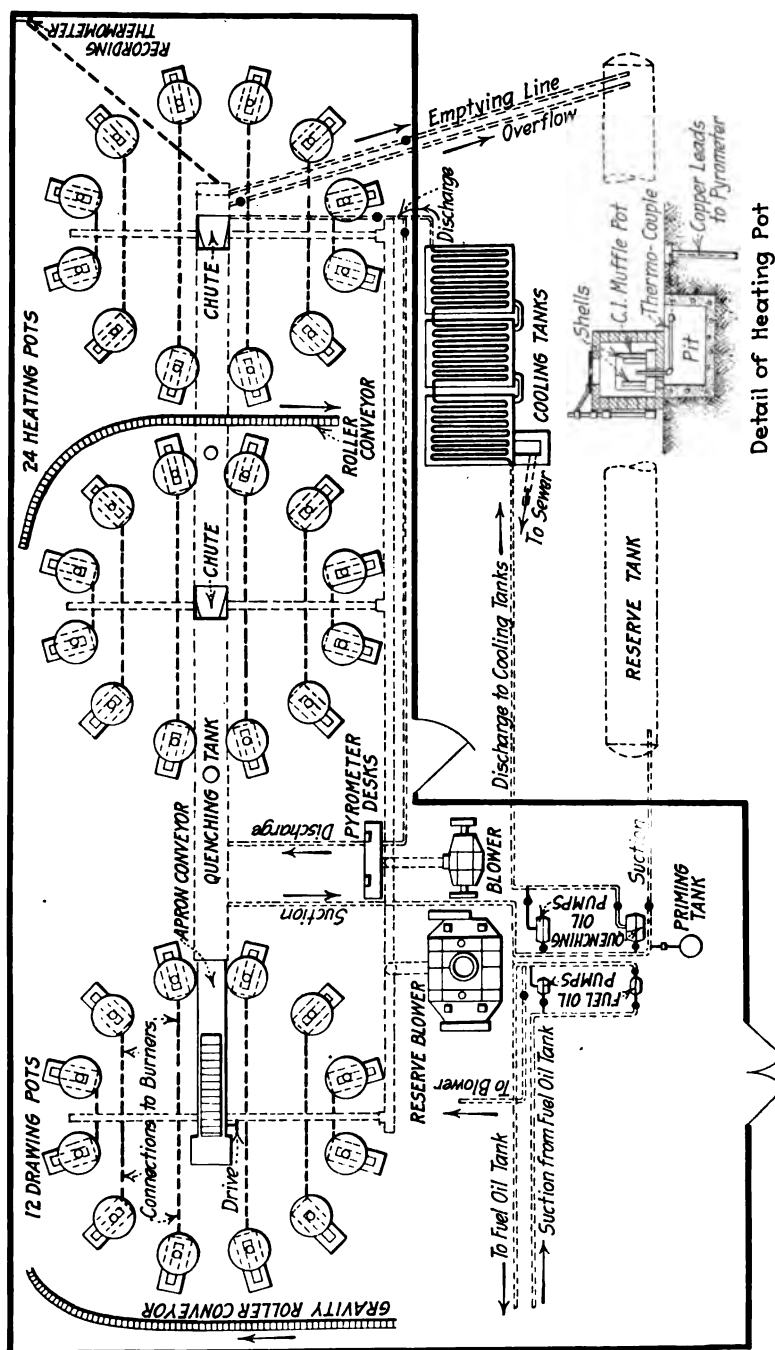 RECORDING
THERMOMETER
24 HEATING POTS
CHUTE
ROLLER
CONVEYOR
CHUTE
QUENCHING TANK
APRON CONVEYOR
12 DRAWING POTS
Connections to Burners
Drive
GRAVITY ROLLER CONVEYOR
Emptying Line
Overflow
Discharge
COOLING TANKS
To Sewer
Discharge to Cooling Tanks
Discharge
Suction
PYROMETER
DESKS
BLOWER
RESERVE BLOWER
To Blower
To Fuel Oil Tank
Suction from Fuel Oil Tank
QUENCHING
OIL
PUMPS
FUEL OIL
PUMPS
Suction
PRIMING
TANK
RESERVE TANK
Shells
C.I. Muffle Pot
Thermo-Couple
Copper Leads
to Pyrometer
Pit
Detail of Heating Pot